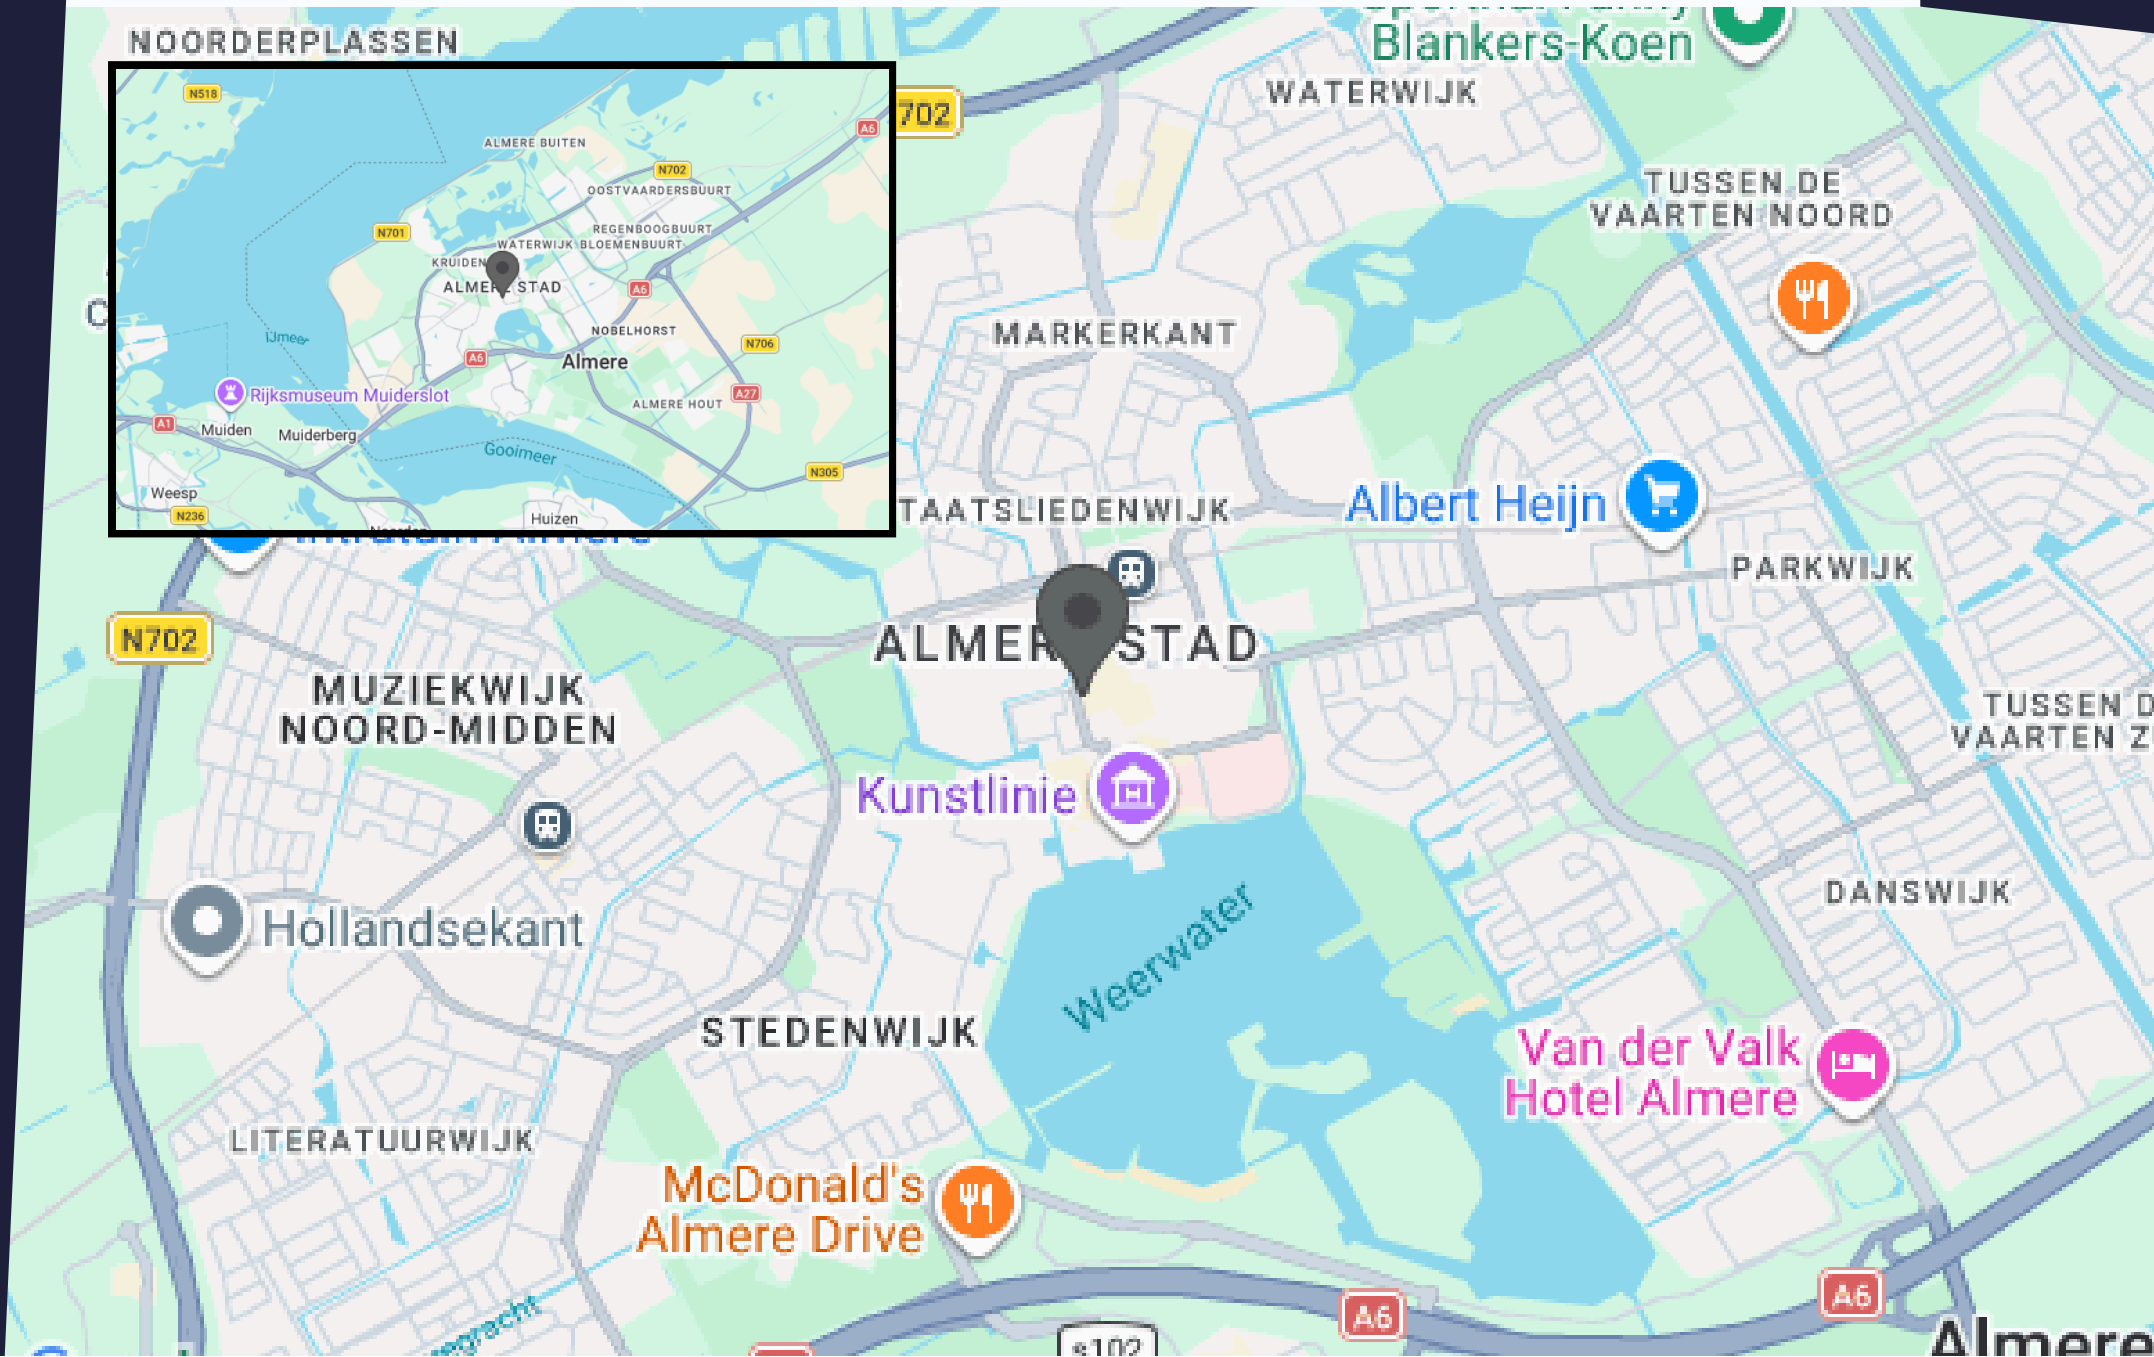 NOORDERPLASSEN
Blankers-Koen
WATERWIJK
702
TUSSEN DE
VAARTEN NOORD
MARKERKANT
TAATSLIEDENWIJK
Albert Heijn
PARKWIJK
N702
ALMER STAD
MUZIEKWIJK
NOORD-MIDDEN
TUSSEN D
VAARTEN Z
Kunstlinie
Hollandsekant
DANSWIJK
Weerwater
STEDENWIJK
Van der Valk
Hotel Almere
LITERATUURWIJK
McDonald's
Almere Drive
A6
A6
s102
Almere
N518
A6
ALMERE BUITEN
N702
OOSTVAARDERSBUURT
N701
REGENBOOGBUURT
WATERWIJK BLOEMENBUURT
KRUIDEN
ALMERE STAD
A6
IJmeer
NOBELHORST
N706
A6
Almere
Rijksmuseum Muiderslot
A27
ALMERE HOUT
A1
Muiden
Muiderberg
Gooimeer
N305
Weesp
N236
Huizen